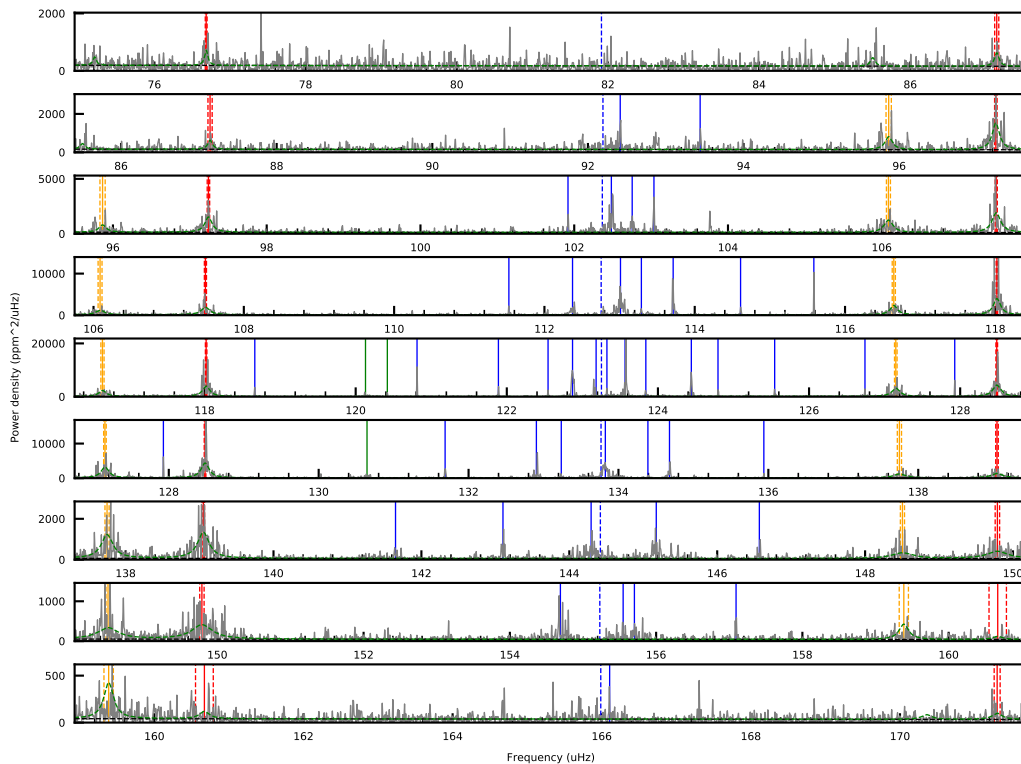 2000
0
76 78 80 82 84 86
2000
0
86 88 90 92 94 96
5000
0
96 98 100 102 104 106
10000
0
106 108 110 112 114 116 118
20000
0
118 120 122 124 126 128
10000
0
128 130 132 134 136 138
2000
0
138 140 142 144 146 148 150
1000
0
150 152 154 156 158 160
500
0
160 162 164 166 168 170
Power density (ppm^2/uHz)
Frequency (uHz)